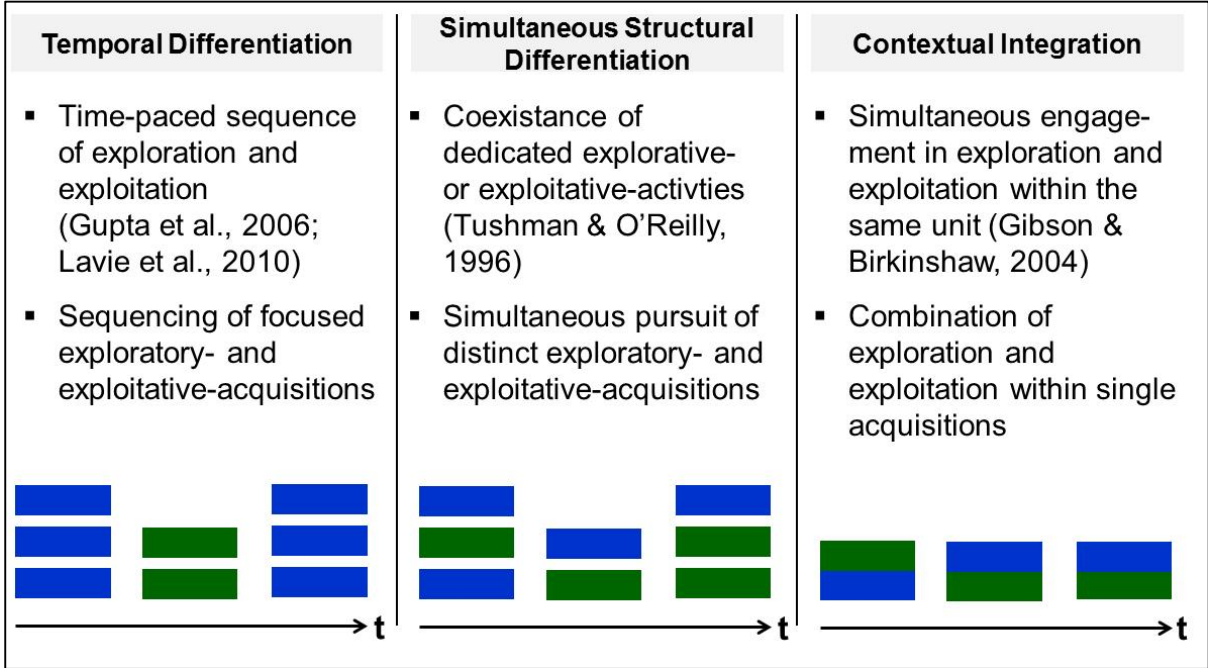 Temporal Differentiation
▪ Time-paced sequence
of exploration and
exploitation
(Gupta et al., 2006;
Lavie et al., 2010)
▪ Sequencing of focused
exploratory- and
exploitative-acquisitions
t
Simultaneous Structural
Differentiation
▪ Coexistance of
dedicated explorative-
or exploitative-activties
(Tushman & O’Reilly,
1996)
▪ Simultaneous pursuit of
distinct exploratory- and
exploitative-acquisitions
t
Contextual Integration
▪ Simultaneous engage-
ment in exploration and
exploitation within the
same unit (Gibson &
Birkinshaw, 2004)
▪ Combination of
exploration and
exploitation within single
acquisitions
t